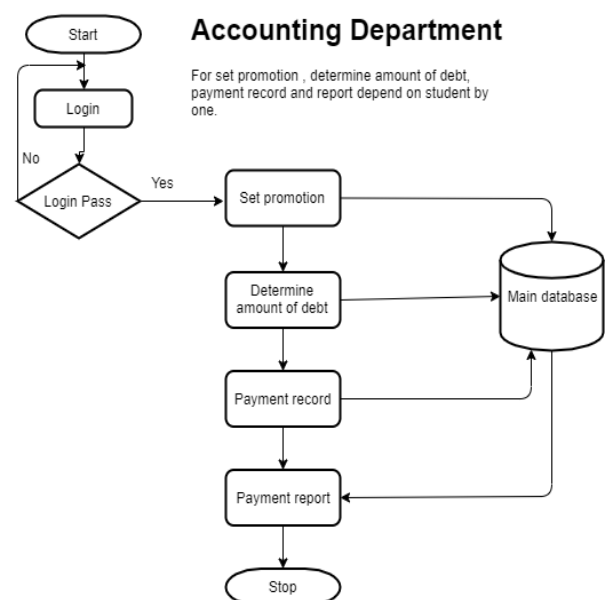 Start
Accounting Department
For set promotion , determine amount of debt,
payment record and report depend on student by
one.
Login
No
Login Pass
Yes
Set promotion
Determine
amount of debt
Main database
Payment record
Payment report
Stop